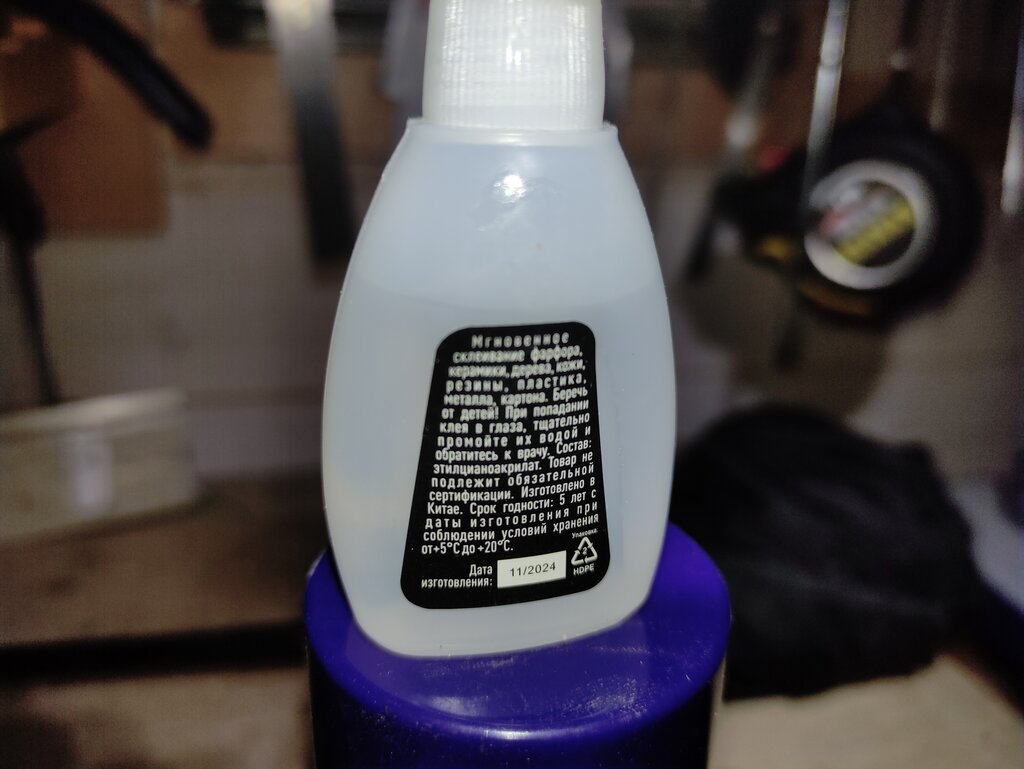 Мгновенное
склеивание фарфора,
керамики, дерева, кожи,
резины, пластика,
металла, картона. Беречь
от детей! При попадании
клея в глаза, тщательно
промойте их водой и
обратитесь к врачу. Состав:
этилцианоакрилат. Товар не
подлежит обязательной
сертификации. Изготовлено в
Китае. Срок годности: 5 лет с
даты изготовления при
соблюдении условий хранения
от+5°С до +20°С.
Упаковка:
2
HDPE
Дата
изготовления:
11/2024